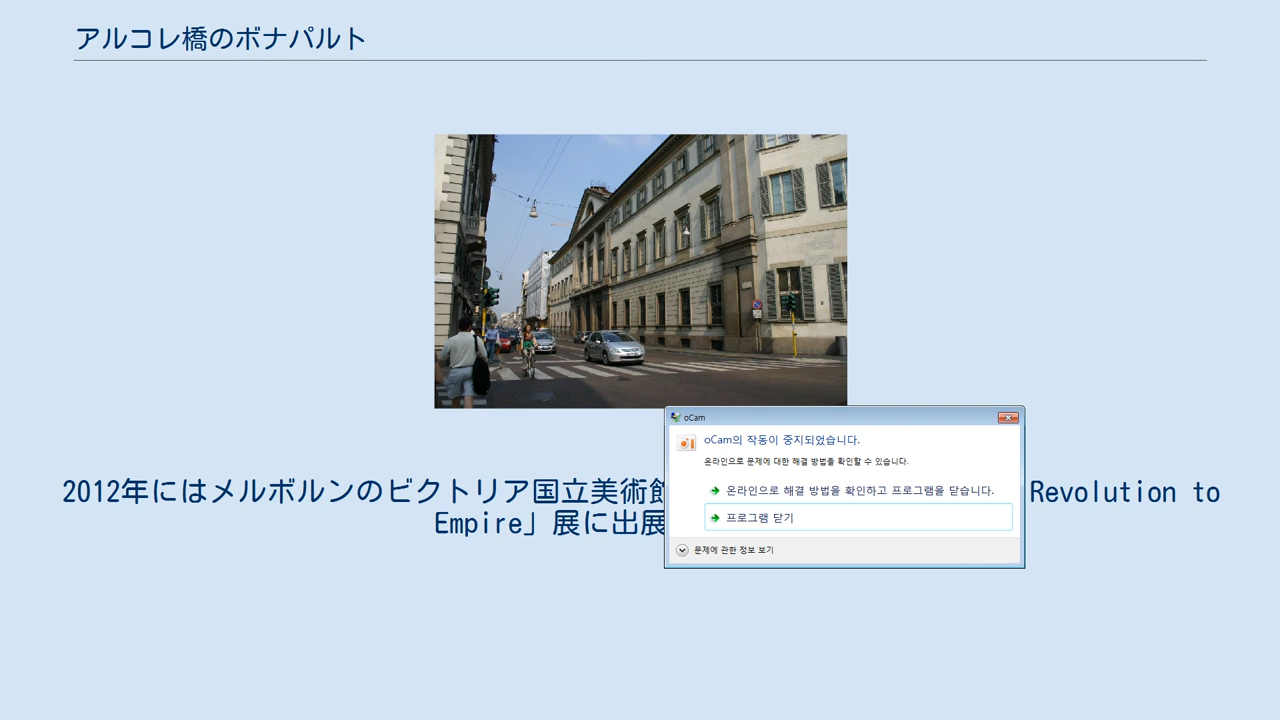 アルコレ橋のボナパルト
oCam
oCam의 작동이 중지되었습니다.
온라인으로 문제에 대한 해결 방법을 확인할 수 있습니다.
온라인으로 해결 방법을 확인하고 프로그램을 닫습니다.
프로그램 닫기
문제에 관한 정보 보기
2012年にはメルボルンのビクトリア国立美術 Revolution to
Empire」展に出展